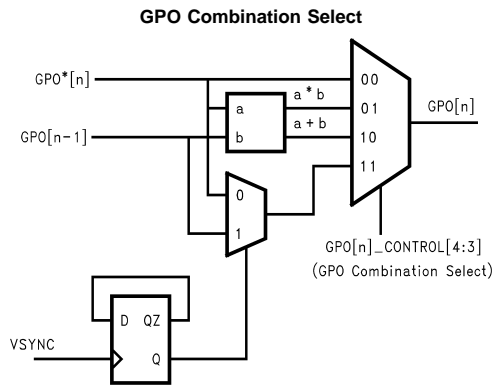 GPO Combination Select
GPO*[n]
GPO[n-1]
a
b
a * b
a + b
00
01
10
11
GPO[n]
0
1
GPO[n]_CONTROL[4:3]
(GPO Combination Select)
D QZ
VSYNC
Q